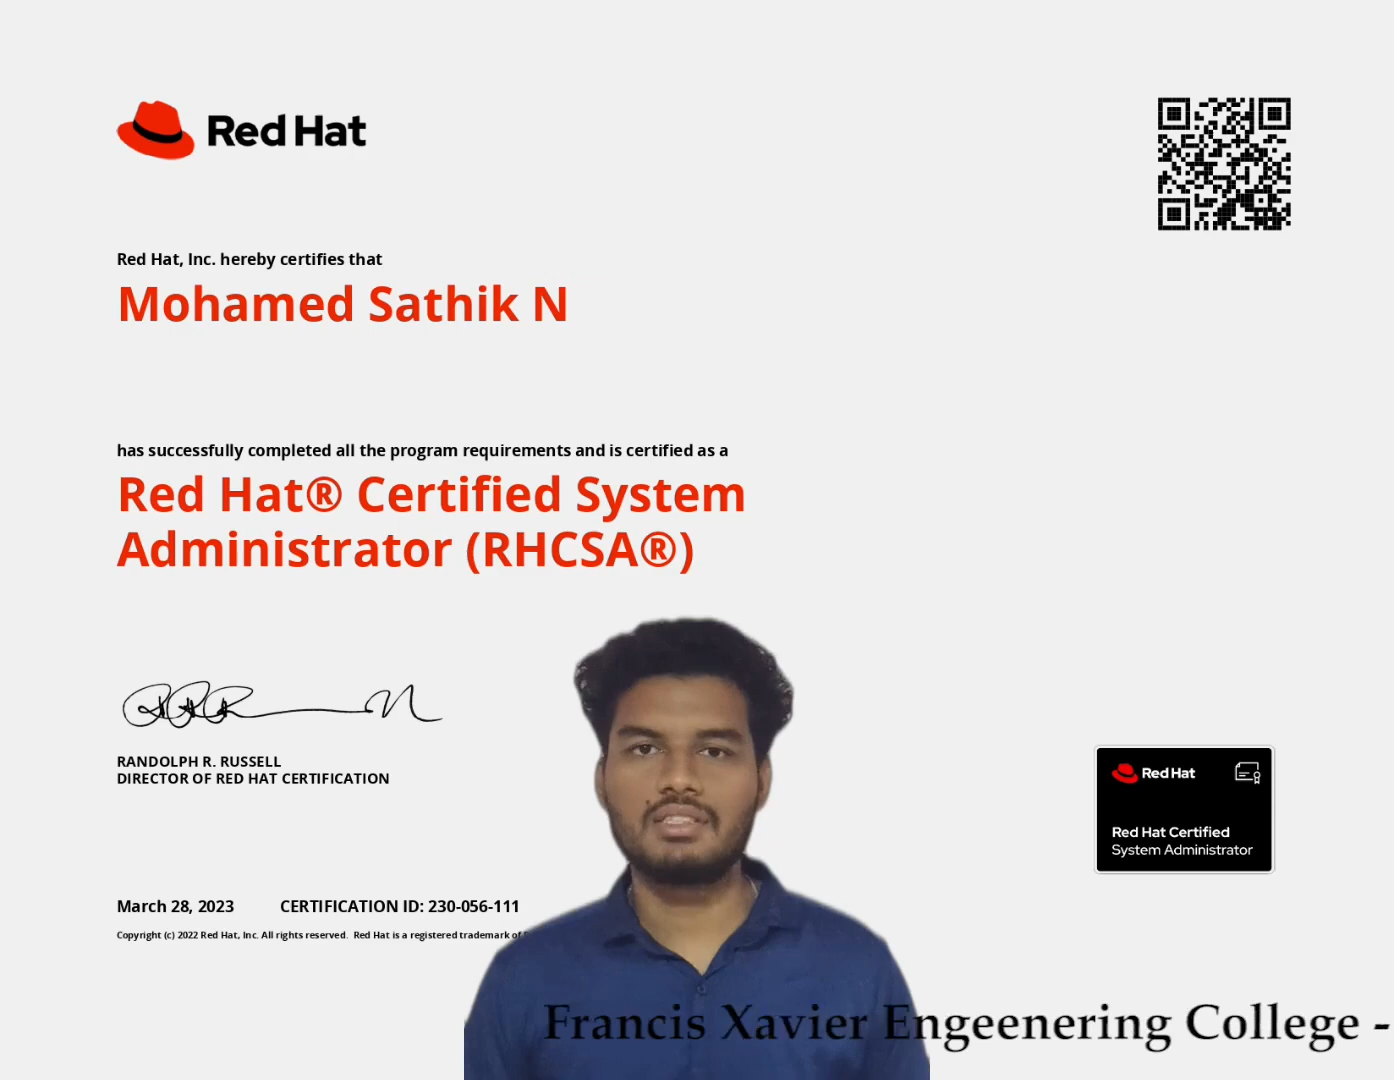 Red Hat
Red Hat, Inc. hereby certifies that
Mohamed Sathik N
has successfully completed all the program requirements and is certified as a
Red Hat® Certified System
Administrator (RHCSA®)
RANDOLPH R. RUSSELL
DIRECTOR OF RED HAT CERTIFICATION
Red Hat
Red Hat Certified
System Administrator
March 28, 2023 CERTIFICATION ID: 230-056-111
Copyright (c) 2022 Red Hat, Inc. All rights reserved. Red Hat is a registered trademark of
Francis Xavier Engeenering College -